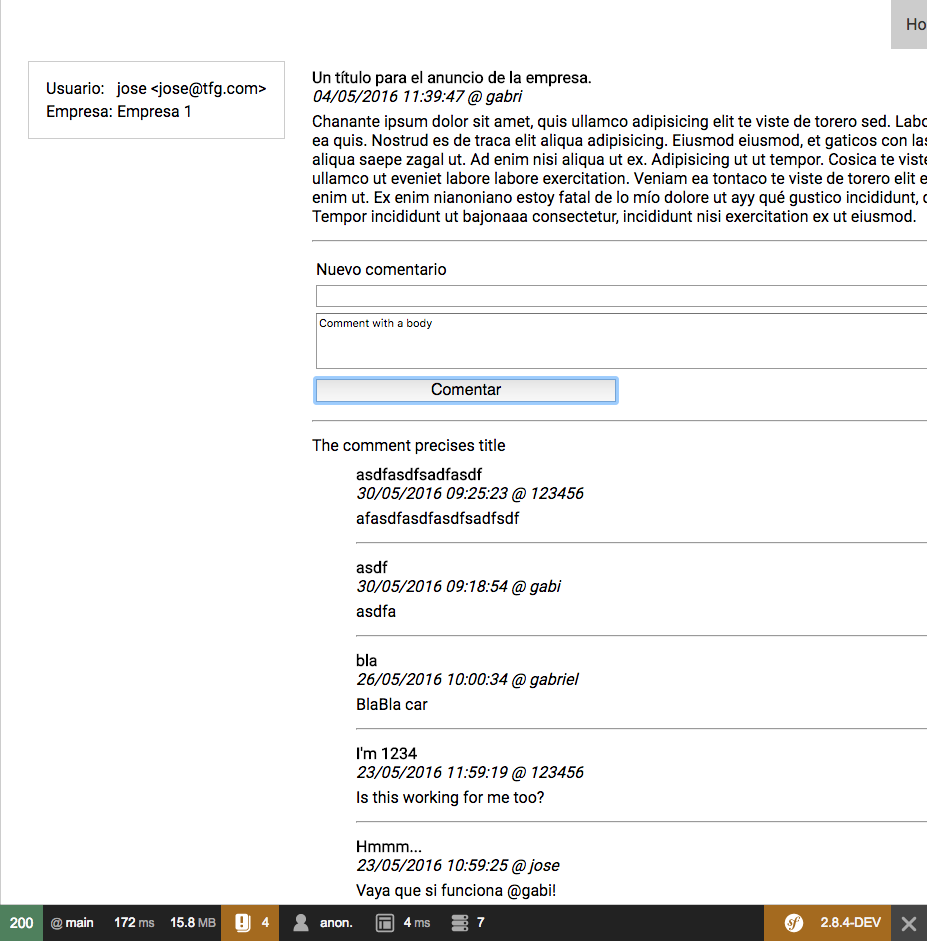 Ho
Usuario: jose <jose@tfg.com>
Empresa: Empresa 1
Un título para el anuncio de la empresa.
04/05/2016 11:39:47 @ gabri
Chanante ipsum dolor sit amet, quis ullamco adipisicing elit te viste de torero sed. Labo
ea quis. Nostrud es de traca elit aliqua adipisicing. Eiusmod eiusmod, et gaticos con las
aliqua saepe zagal ut. Ad enim nisi aliqua ut ex. Adipisicing ut ut tempor. Cosica te viste
ullamco ut eveniet labore labore exercitation. Veniam ea tontaco te viste de torero elit e
enim ut. Ex enim nianoniano estoy fatal de lo mío dolore ut ayy qué gustico incididunt,
Tempor incididunt ut bajonaaa consectetur, incididunt nisi exercitation ex ut eiusmod.
Nuevo comentario
Comment with a body
Comentar
The comment precises title
asdfasdfsadfasdf
30/05/2016 09:25:23 @ 123456
afasdfasdfasdfsadfsdf
asdf
30/05/2016 09:18:54 @ gabi
asdfa
bla
26/05/2016 10:00:34 @ gabriel
BlaBla car
I'm 1234
23/05/2016 11:59:19 @ 123456
Is this working for me too?
Hmmm...
23/05/2016 10:59:25 @ jose
Vaya que si funciona @gabi!
200 @ main 172 ms 15.8 MB 4 anon. 4 ms 7 sf 2.8.4-DEV